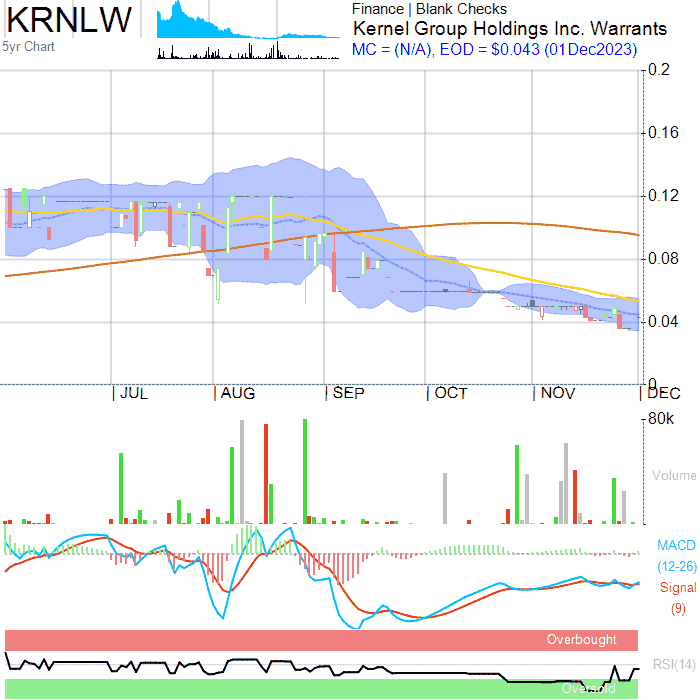 KRNLW
5yr Chart
Finance | Blank Checks
Kernel Group Holdings Inc. Warrants
MC = (N/A), EOD = $0.043 (01Dec2023)
0.2
0.16
0.12
0.08
0.04
0
| JUL | AUG | SEP | OCT | NOV | DEC
80k
Volume
MACD
(12-26)
Signal
(9)
Overbought
RSI(14)
Oversold